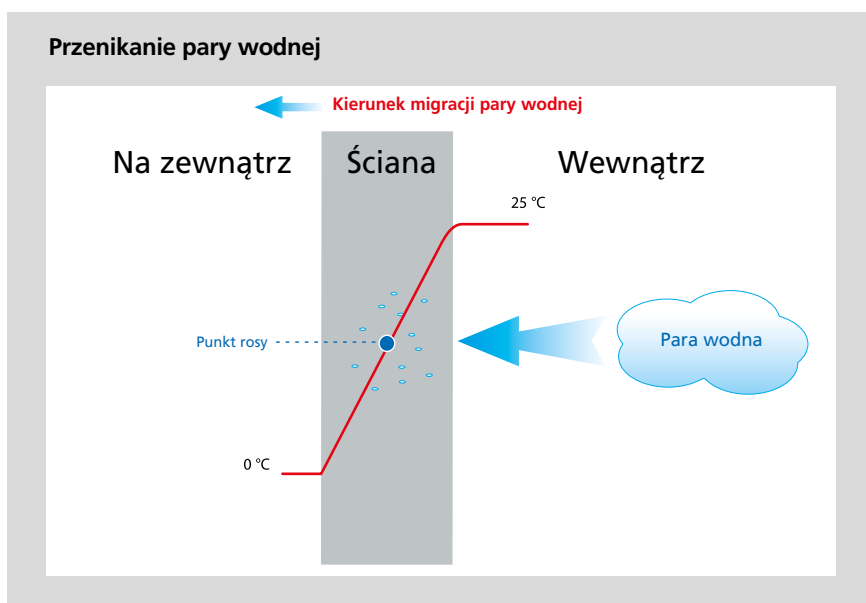 Przenikanie pary wodnej
Kierunek migracji pary wodnej
Na zewnątrz
Ściana
Wewnątrz
25 °C
Punkt rosy
Para wodna
0 °C